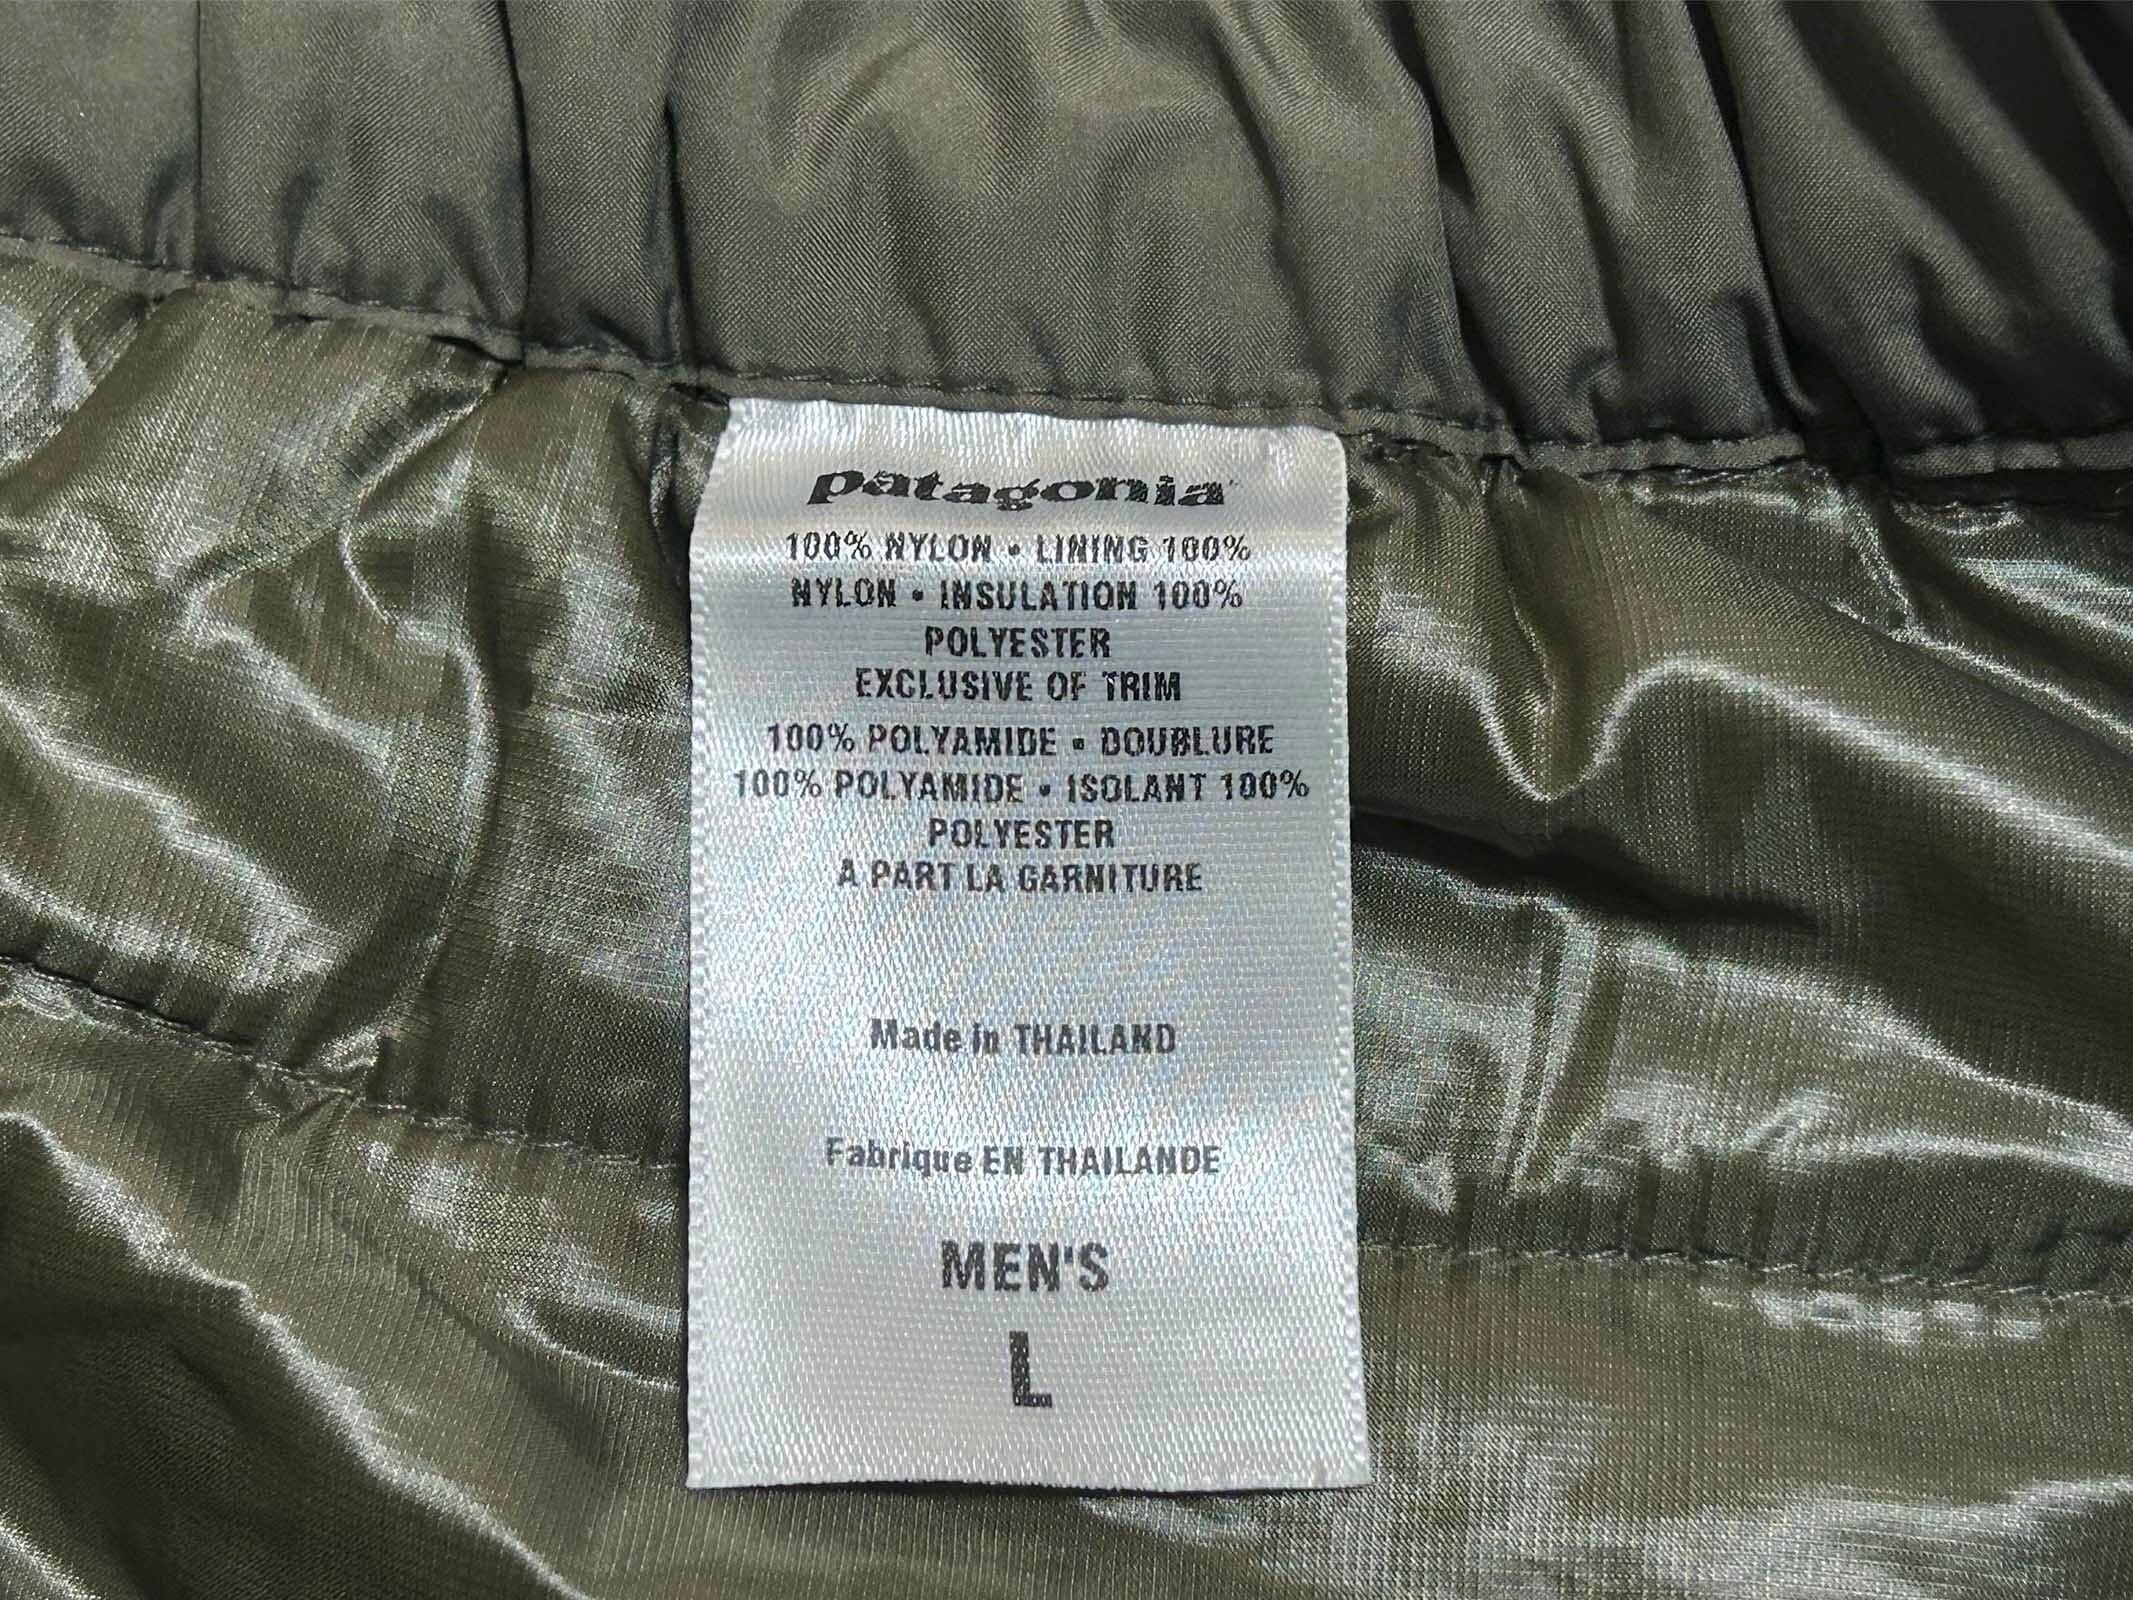 patagonia
100% NYLON • LINING 100%
NYLON • INSULATION 100%
POLYESTER
EXCLUSIVE OF TRIM
100% POLYAMIDE • DOUBLURE
100% POLYAMIDE • ISOLANT 100%
POLYESTER
A PART LA GARNITURE
Made in THAILAND
Fabrique EN THAILANDE
MEN'S
L